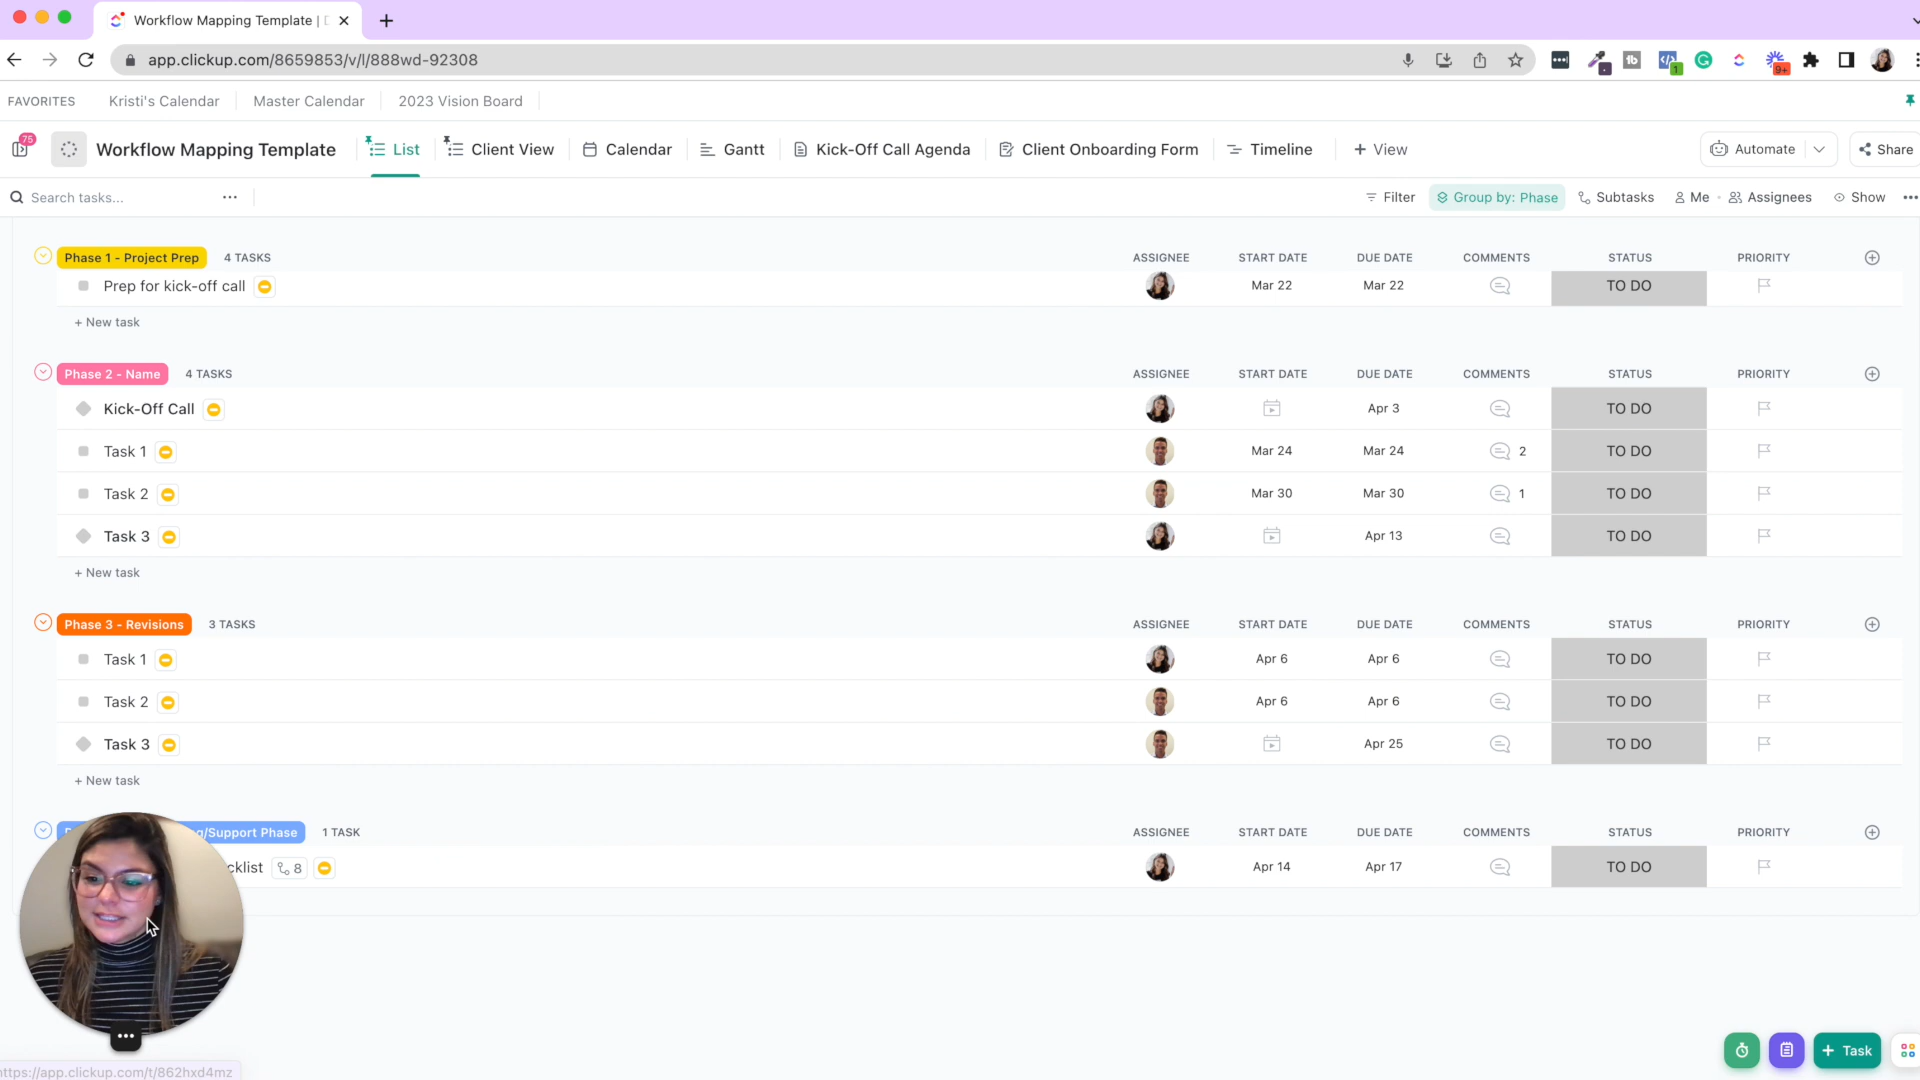 Workflow Mapping Template |
app.clickup.com/8659853/v/l/888wd-92308
1
9+
FAVORITES Kristi's Calendar Master Calendar 2023 Vision Board
75
Workflow Mapping Template List Client View Calendar Gantt Kick-Off Call Agenda Client Onboarding Form Timeline + View Automate Share
Search tasks... Filter Group by: Phase Subtasks Me Assignees Show
Phase 1 - Project Prep 4 TASKS ASSIGNEE START DATE DUE DATE COMMENTS STATUS PRIORITY
Prep for kick-off call Mar 22 Mar 22 TO DO
+ New task
Phase 2 - Name 4 TASKS ASSIGNEE START DATE DUE DATE COMMENTS STATUS PRIORITY
Kick-Off Call Apr 3 TO DO
Task 1 Mar 24 Mar 24 2 TO DO
Task 2 Mar 30 Mar 30 1 TO DO
Task 3 Apr 13 TO DO
+ New task
Phase 3 - Revisions 3 TASKS ASSIGNEE START DATE DUE DATE COMMENTS STATUS PRIORITY
Task 1 Apr 6 Apr 6 TO DO
Task 2 Apr 6 Apr 6 TO DO
Task 3 Apr 25 TO DO
+ New task
/Support Phase 1 TASK ASSIGNEE START DATE DUE DATE COMMENTS STATUS PRIORITY
cklist 8 Apr 14 Apr 17 TO DO
+ Task
https://app.clickup.com/t/862hxd4mz